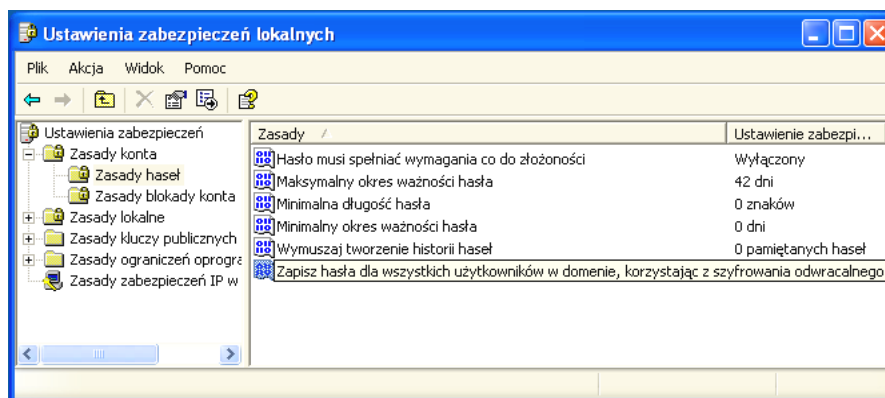 Ustawienia zabezpieczeń lokalnych
Plik Akcja Widok Pomoc
Ustawienia zabezpieczeń
Zasady konta
Zasady haseł
Zasady blokady konta
Zasady lokalne
Zasady kluczy publicznych
Zasady ograniczeń oprogra
Zasady zabezpieczeń IP w
Zasady Ustawienie zabezpi...
Hasło musi spełniać wymagania co do złożoności Wyłączony
Maksymalny okres ważności hasła 42 dni
Minimalna długość hasła 0 znaków
Minimalny okres ważności hasła 0 dni
Wymuszaj tworzenie historii haseł 0 pamiętanych haseł
Zapisz hasła dla wszystkich użytkowników w domenie, korzystając z szyfrowania odwracalnego